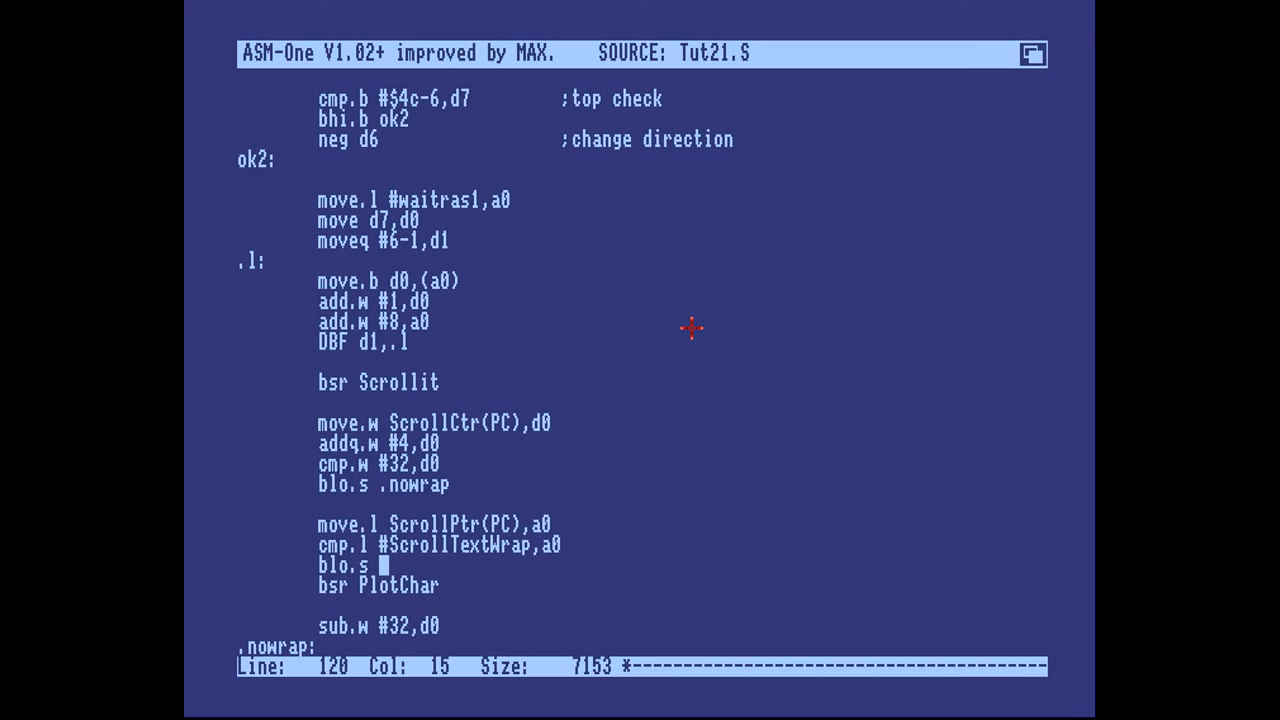 ASM-One V1.02+ improved by MAX.    SOURCE: Tut21.S
cmp.b #$4c-6,d7         ;top check
bhi.b ok2
neg d6                  ;change direction
ok2:
move.l #waitras1,a0
move d7,d0
moveq #6-1,d1
.l:
move.b d0,(a0)
add.w #1,d0
add.w #8,a0
DBF d1,.l
bsr Scrollit
move.w ScrollCtr(PC),d0
addq.w #4,d0
cmp.w #32,d0
blo.s .nowrap
move.l ScrollPtr(PC),a0
cmp.l #ScrollTextWrap,a0
blo.s
bsr PlotChar
sub.w #32,d0
.nowrap:
Line:   120  Col:  15   Size:    7153 *-----------------------------------------